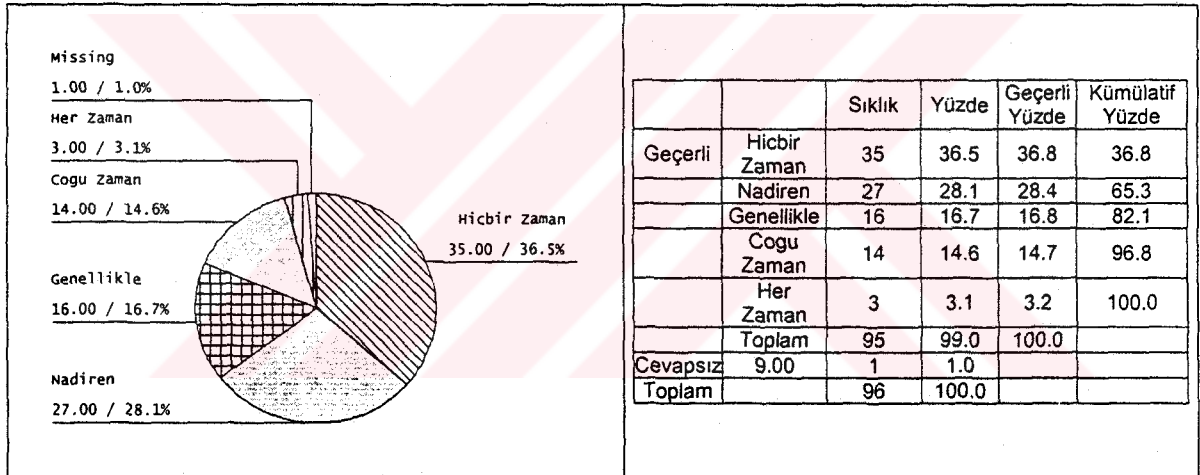 Missing
1.00 / 1.0%
Her Zaman
3.00 / 3.1%
Cogu Zaman
14.00 / 14.6%
Genellikle
16.00 / 16.7%
Nadiren
27.00 / 28.1%
Hicbir Zaman
35.00 / 36.5%
Sıklık Yüzde Geçerli Yüzde Kümülatif Yüzde
Geçerli Hicbir Zaman 35 36.5 36.8 36.8
Nadiren 27 28.1 28.4 65.3
Genellikle 16 16.7 16.8 82.1
Cogu Zaman 14 14.6 14.7 96.8
Her Zaman 3 3.1 3.2 100.0
Toplam 95 99.0 100.0
Cevapsız 9.00 1 1.0
Toplam 96 100.0